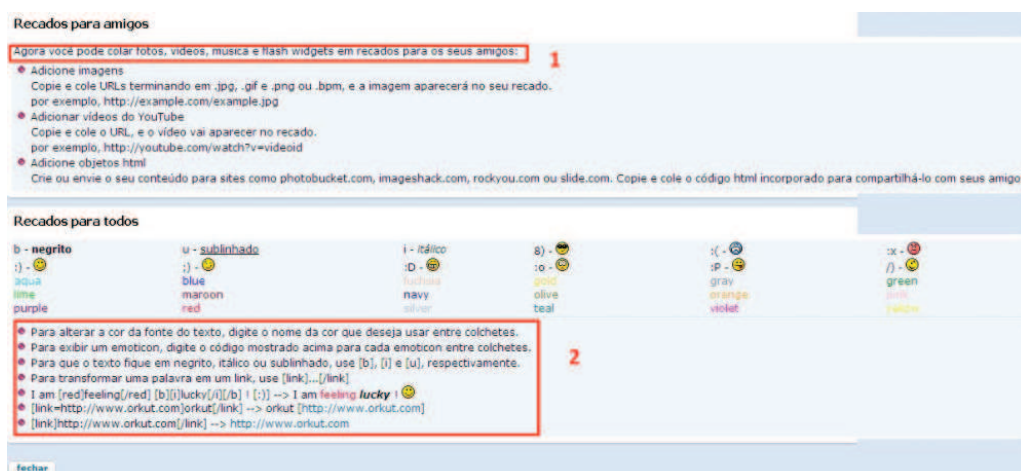 Recados para amigos
Agora você pode colar fotos, videos, musica e flash widgets em recados para os seus amigos:
1
Adicione imagens
Copie e cole URLs terminando em .jpg, .gif e .png ou .bpm, e a imagem aparecerá no seu recado.
por exemplo, http://example.com/example.jpg
Adicionar vídeos do YouTube
Copie e cole o URL, e o vídeo vai aparecer no recado.
por exemplo, http://youtube.com/watch?v=videoid
Adicione objetos html
Crie ou envie o seu conteúdo para sites como photobucket.com, imageshack.com, rockyou.com ou slide.com. Copie e cole o código html incorporado para compartilhá-lo com seus amigo
Recados para todos
b - negrito u - sublinhado i - itálico 8) - :( - :x -
:) - ;) - :D - :o - :P - /) -
aqua blue fuchsia gold gray green
lime maroon navy olive orange pink
purple red silver teal violet yellow
Para alterar a cor da fonte do texto, digite o nome da cor que deseja usar entre colchetes.
Para exibir um emoticon, digite o código mostrado acima para cada emoticon entre colchetes.
Para que o texto fique em negrito, itálico ou sublinhado, use [b], [i] e [u], respectivamente.
2
Para transformar uma palavra em um link, use [link]...[/link]
I am [red]feeling[/red] [b][i]lucky[/i][/b] ! [:)] --> I am feeling lucky !
[link=http://www.orkut.com]orkut[/link] --> orkut [http://www.orkut.com]
[link]http://www.orkut.com[/link] --> http://www.orkut.com
fechar